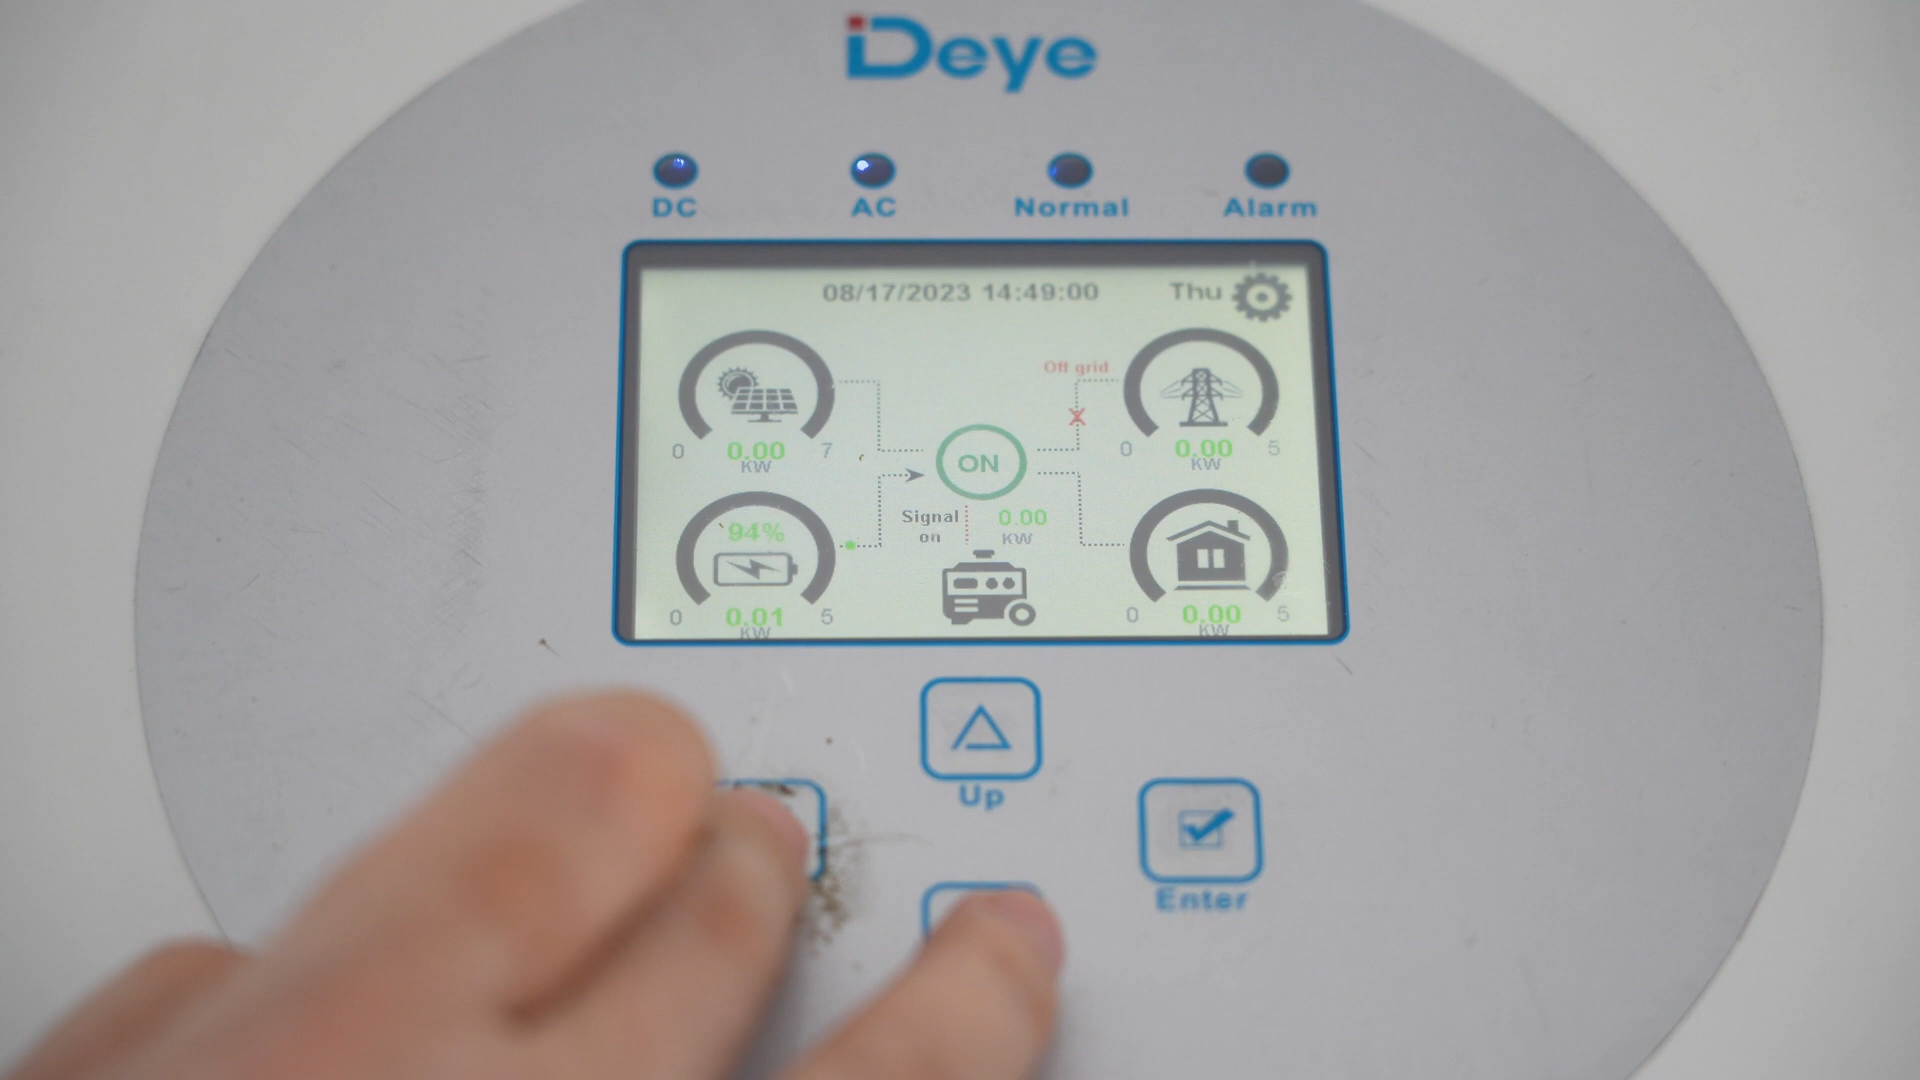 Deye
DC AC Normal Alarm
08/17/2023 14:49:00 Thu
Off grid
0 0.00 7
KW
0 0.00 5
KW
ON
94%
Signal
on
0.00
KW
0 0.01 5
KW
0 0.00 5
KW
Up
Enter